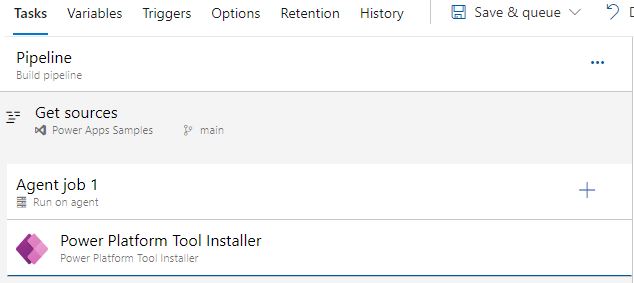 Tasks Variables Triggers Options Retention History Save & queue
Pipeline
Build pipeline
Get sources
Power Apps Samples main
Agent job 1
Run on agent
Power Platform Tool Installer
Power Platform Tool Installer